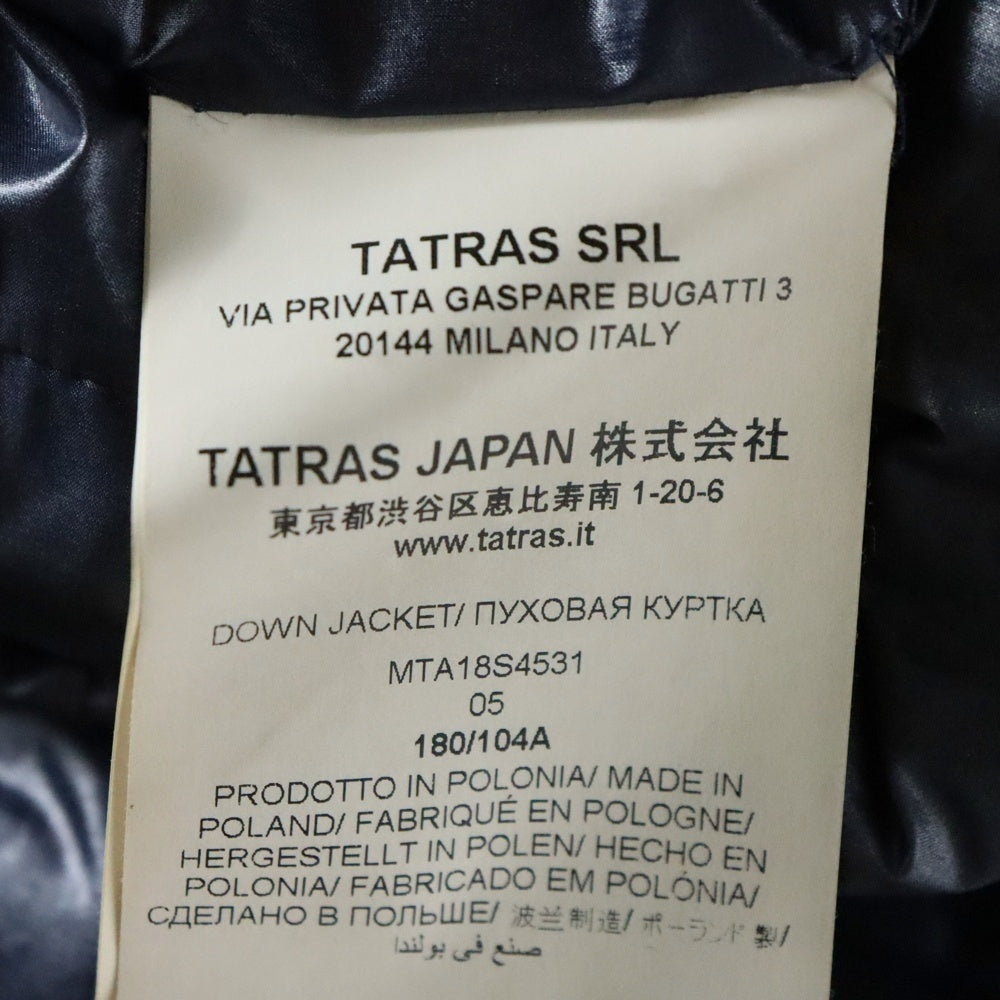 TATRAS SRL
VIA PRIVATA GASPARE BUGATTI 3
20144 MILANO ITALY
TATRAS JAPAN 株式会社
東京都渋谷区恵比寿南 1-20-6
www.tatras.it
DOWN JACKET/ ПУХОВАЯ КУРТКА
MTA18S4531
05
180/104A
PRODOTTO IN POLONIA/ MADE IN
POLAND/ FABRIQUÉ EN POLOGNE/
HERGESTELLT IN POLEN/ HECHO EN
POLONIA/ FABRICADO EM POLÓNIA/
СДЕЛАНО В ПОЛЬШЕ/ 波兰制造/ ポーランド 製/
صنع في بولندا